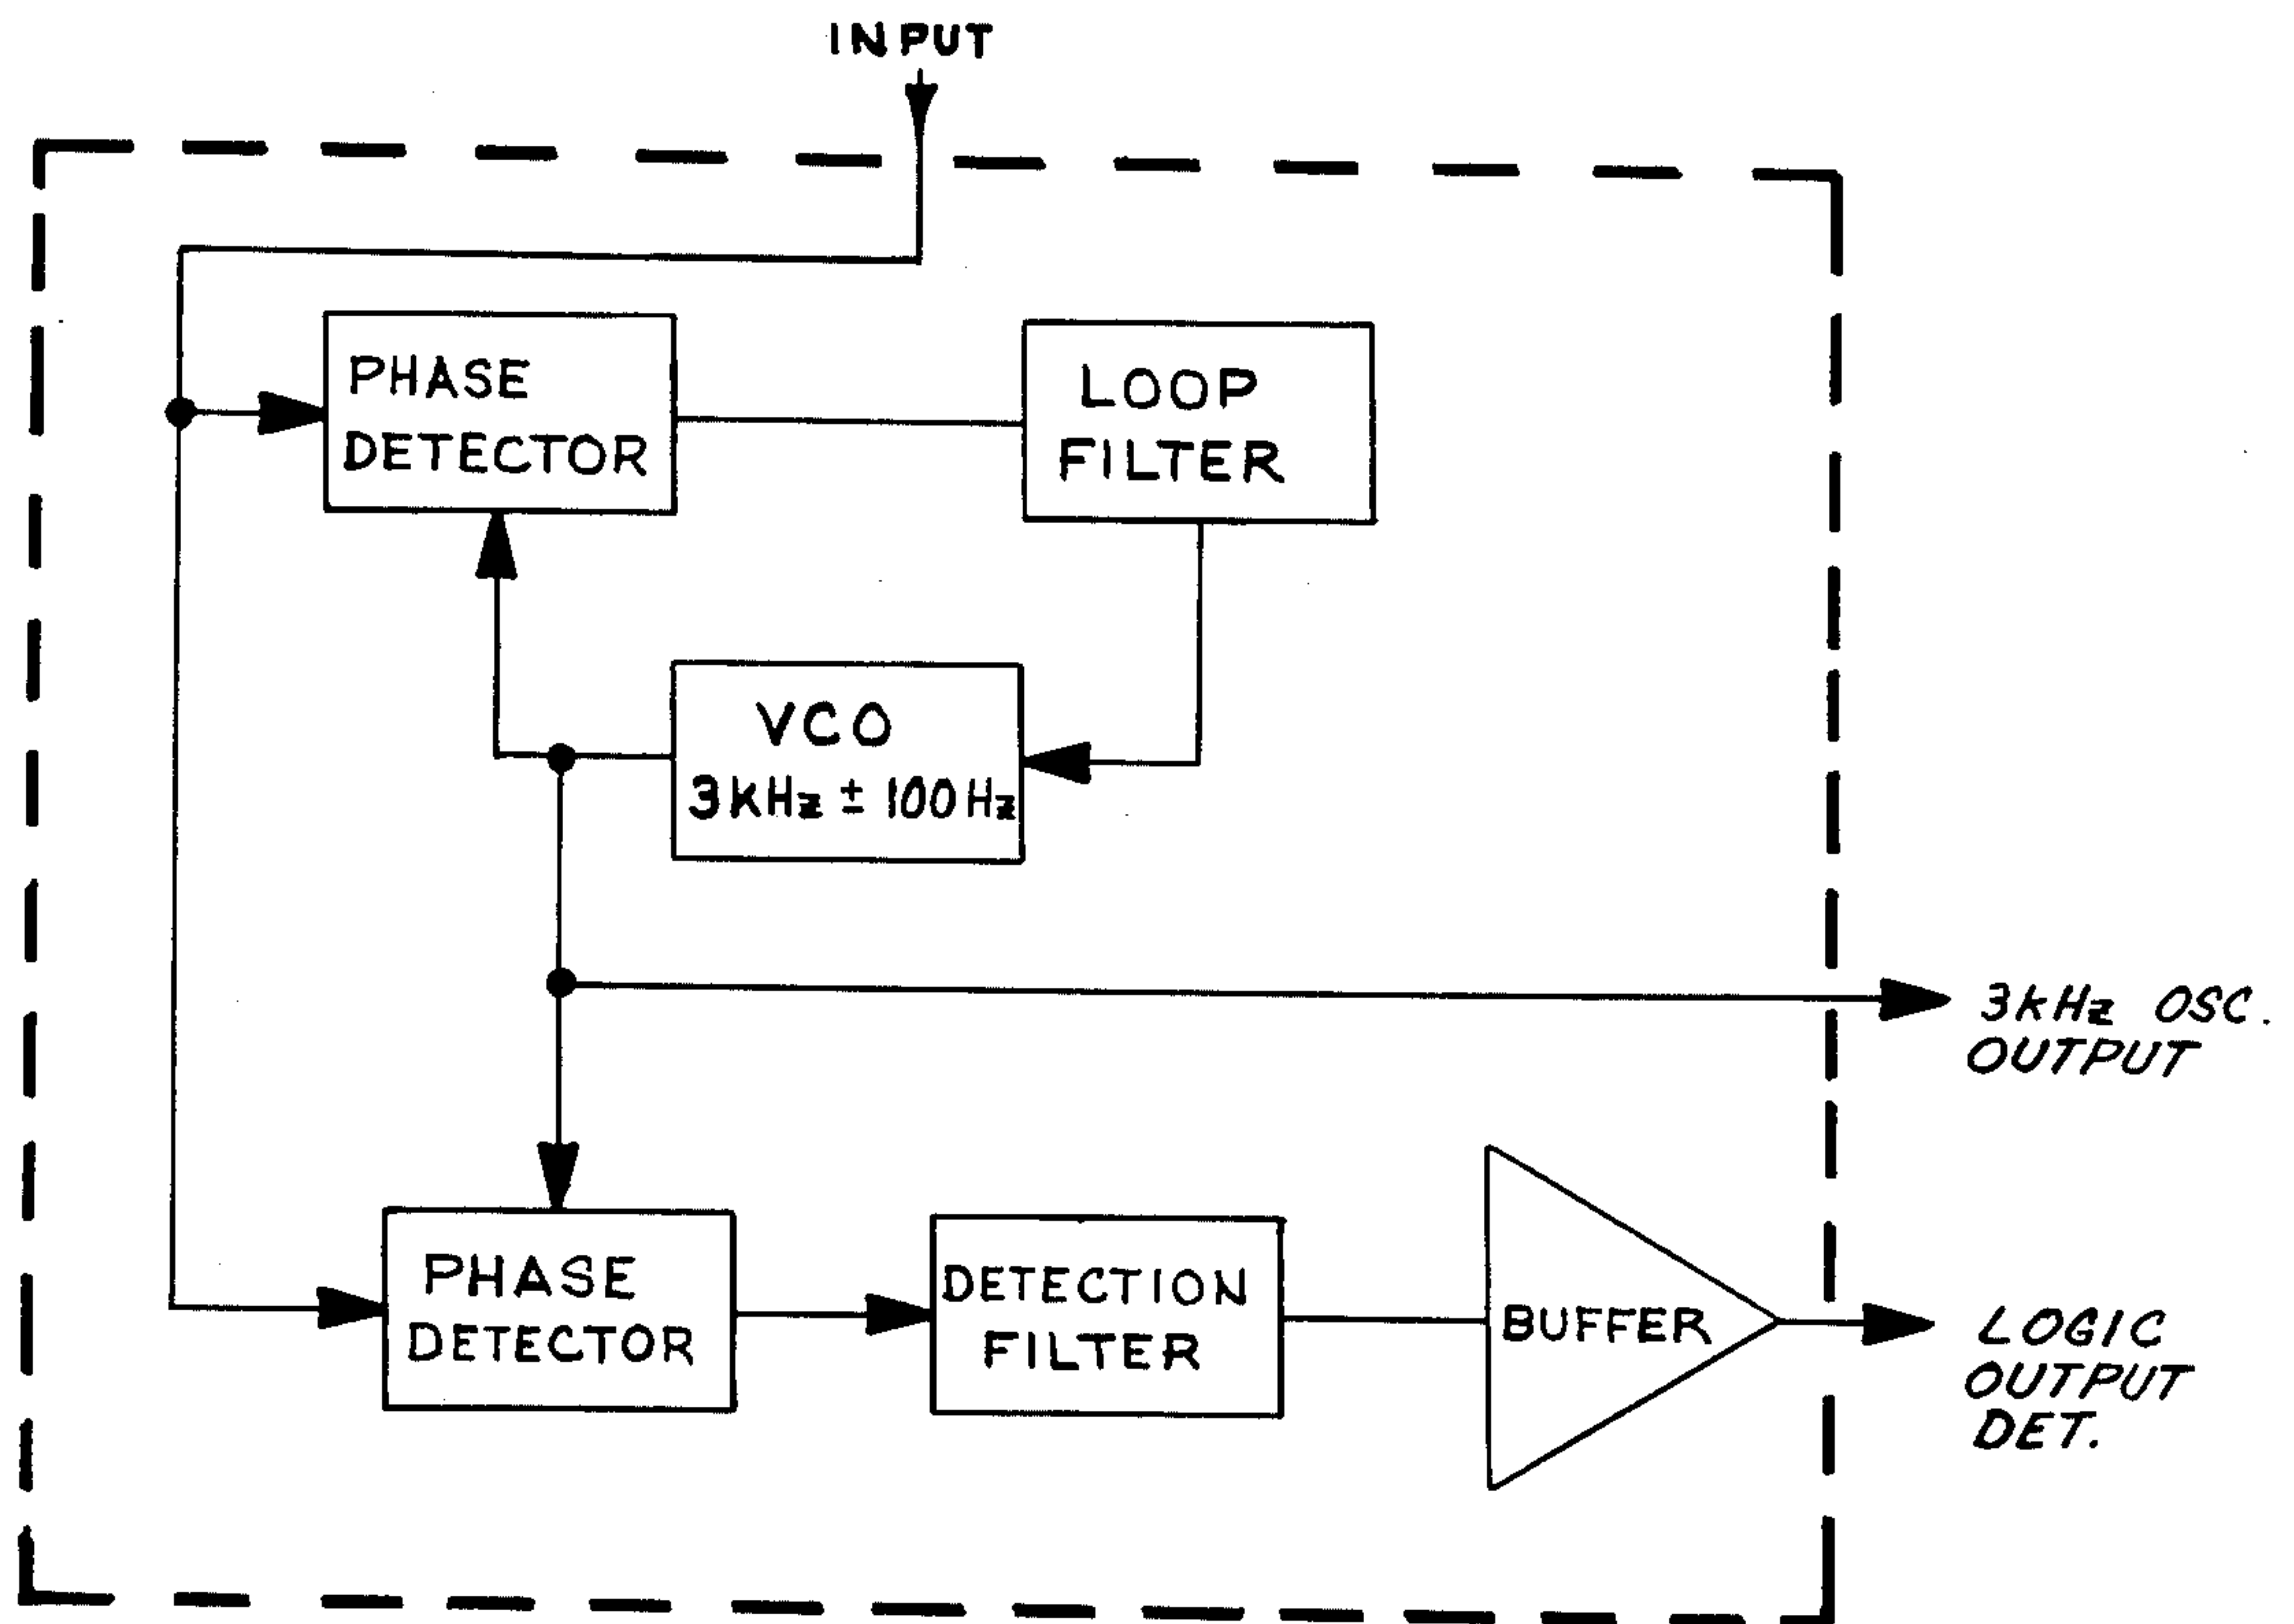 INPUT
PHASE
DETECTOR
LOOP
FILTER
VCO
3kHz ± 100Hz
3kHz OSC.
OUTPUT
PHASE
DETECTOR
DETECTION
FILTER
BUFFER
LOGIC
OUTPUT
DET.